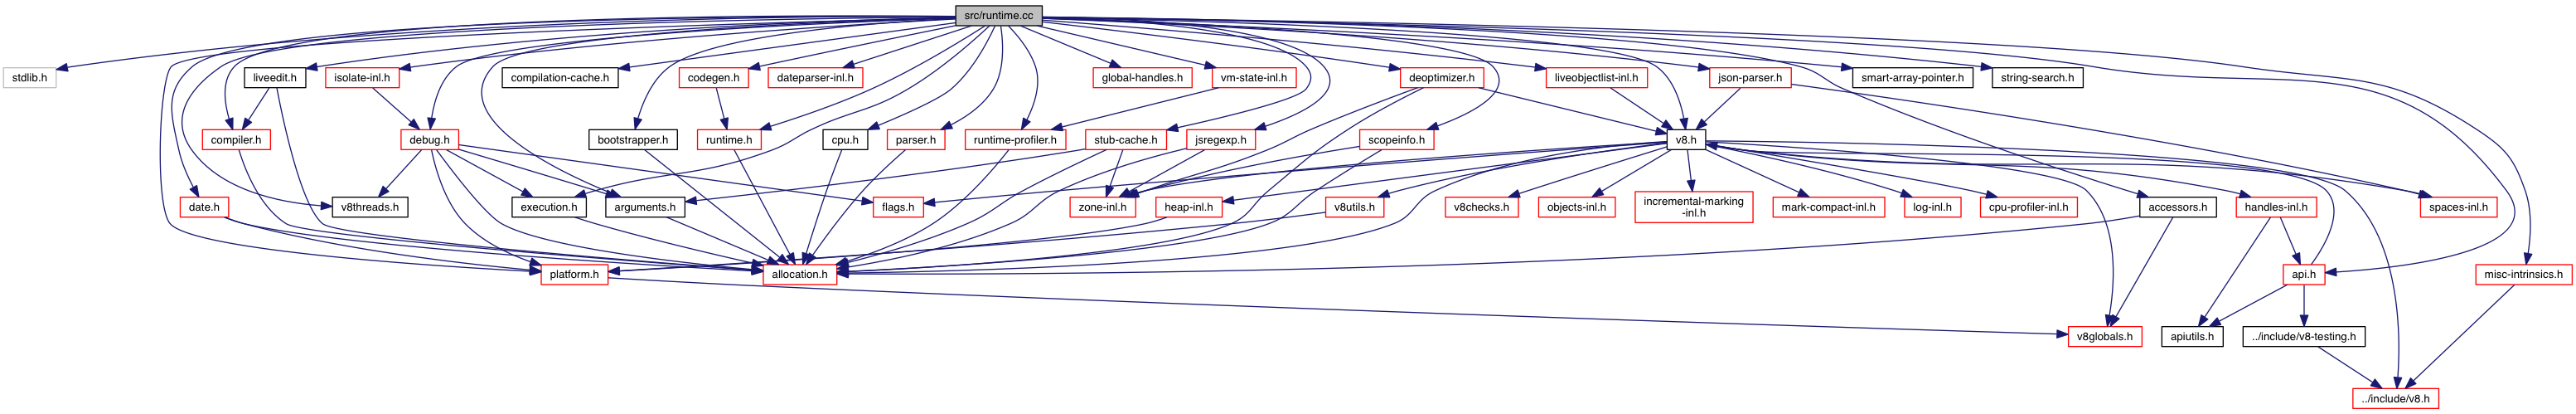 src/runtime.cc
stdlib.h
liveedit.h
isolate-inl.h
compilation-cache.h
codegen.h
dateparser-inl.h
global-handles.h
vm-state-inl.h
deoptimizer.h
liveobjectlist-inl.h
json-parser.h
smart-array-pointer.h
string-search.h
compiler.h
debug.h
bootstrapper.h
runtime.h
cpu.h
parser.h
runtime-profiler.h
stub-cache.h
jsregexp.h
scopeinfo.h
v8.h
date.h
v8threads.h
execution.h
arguments.h
flags.h
zone-inl.h
heap-inl.h
v8utils.h
v8checks.h
objects-inl.h
incremental-marking
-inl.h
mark-compact-inl.h
log-inl.h
cpu-profiler-inl.h
accessors.h
handles-inl.h
spaces-inl.h
platform.h
allocation.h
api.h
misc-intrinsics.h
v8globals.h
apiutils.h
../include/v8-testing.h
../include/v8.h